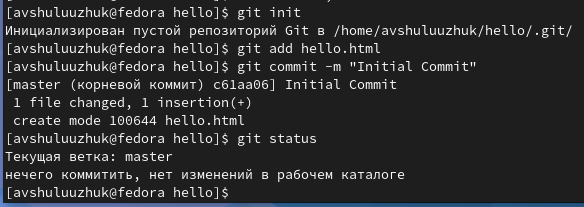 [avshuluuzhuk@fedora hello]$ git init
Инициализирован пустой репозиторий Git в /home/avshuluuzhuk/hello/.git/
[avshuluuzhuk@fedora hello]$ git add hello.html
[avshuluuzhuk@fedora hello]$ git commit -m "Initial Commit"
[master (корневой коммит) c61aa06] Initial Commit
 1 file changed, 1 insertion(+)
 create mode 100644 hello.html
[avshuluuzhuk@fedora hello]$ git status
Текущая ветка: master
нечего коммитить, нет изменений в рабочем каталоге
[avshuluuzhuk@fedora hello]$